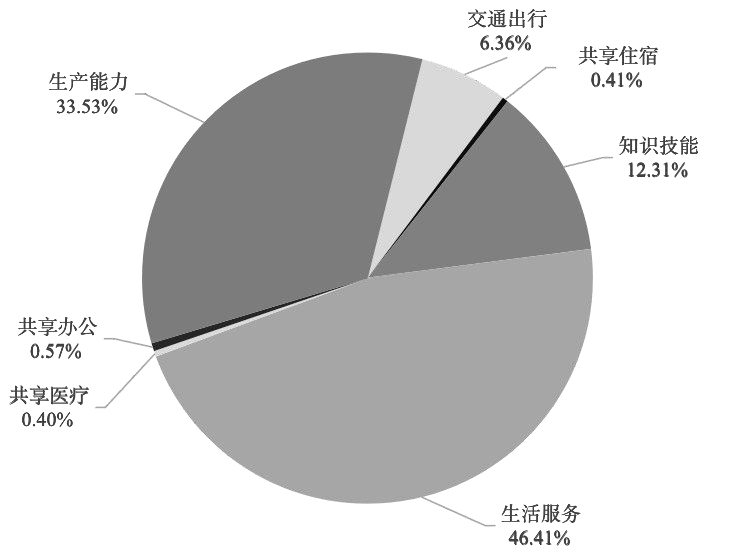 交通出行
6.36%
共享住宿
0.41%
知识技能
12.31%
生活服务
46.41%
共享医疗
0.40%
共享办公
0.57%
生产能力
33.53%